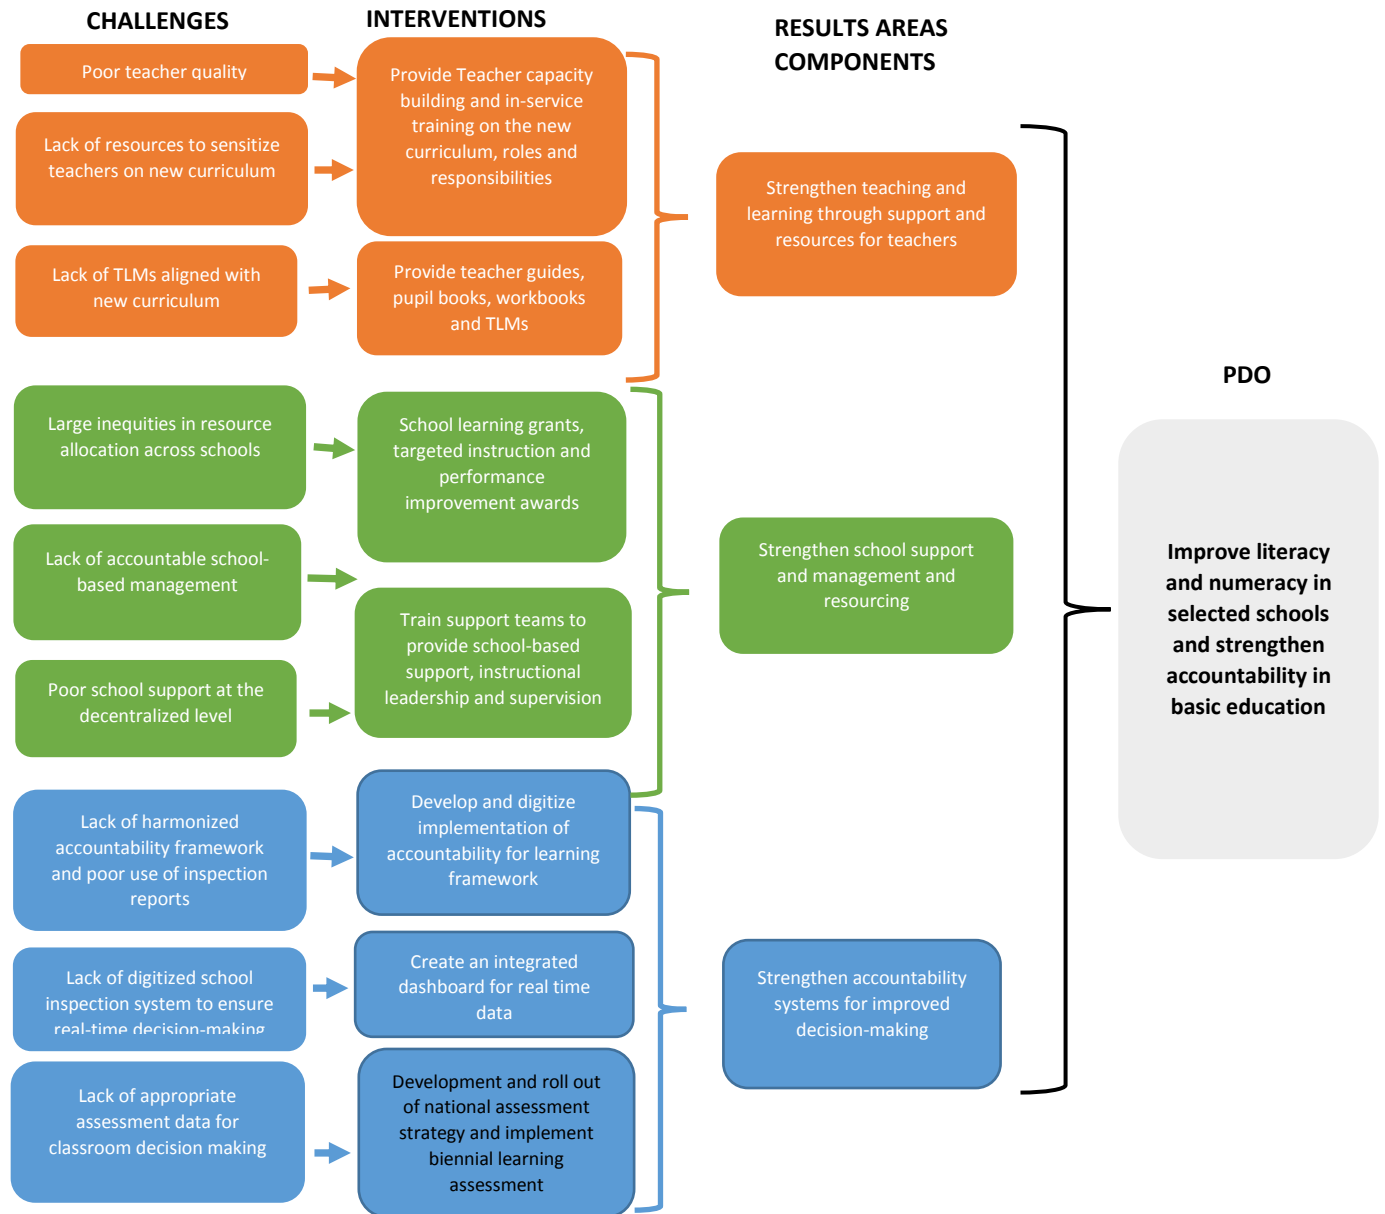 CHALLENGES
INTERVENTIONS
RESULTS AREAS
COMPONENTS
Poor teacher quality
Provide Teacher capacity
building and in-service
training on the new
curriculum, roles and
responsibilities
Lack of resources to sensitize
teachers on new curriculum
Strengthen teaching and
learning through support and
resources for teachers
Lack of TLMs aligned with
new curriculum
Provide teacher guides,
pupil books, workbooks
and TLMs
PDO
Large inequities in resource
allocation across schools
School learning grants,
targeted instruction and
performance
improvement awards
Lack of accountable school-
based management
Strengthen school support
and management and
resourcing
Improve literacy
and numeracy in
selected schools
and strengthen
accountability in
basic education
Train support teams to
provide school-based
support, instructional
leadership and supervision
Poor school support at the
decentralized level
Lack of harmonized
accountability framework
and poor use of inspection
reports
Develop and digitize
implementation of
accountability for learning
framework
Lack of digitized school
inspection system to ensure
real-time decision-making
Create an integrated
dashboard for real time
data
Strengthen accountability
systems for improved
decision-making
Lack of appropriate
assessment data for
classroom decision making
Development and roll out
of national assessment
strategy and implement
biennial learning
assessment